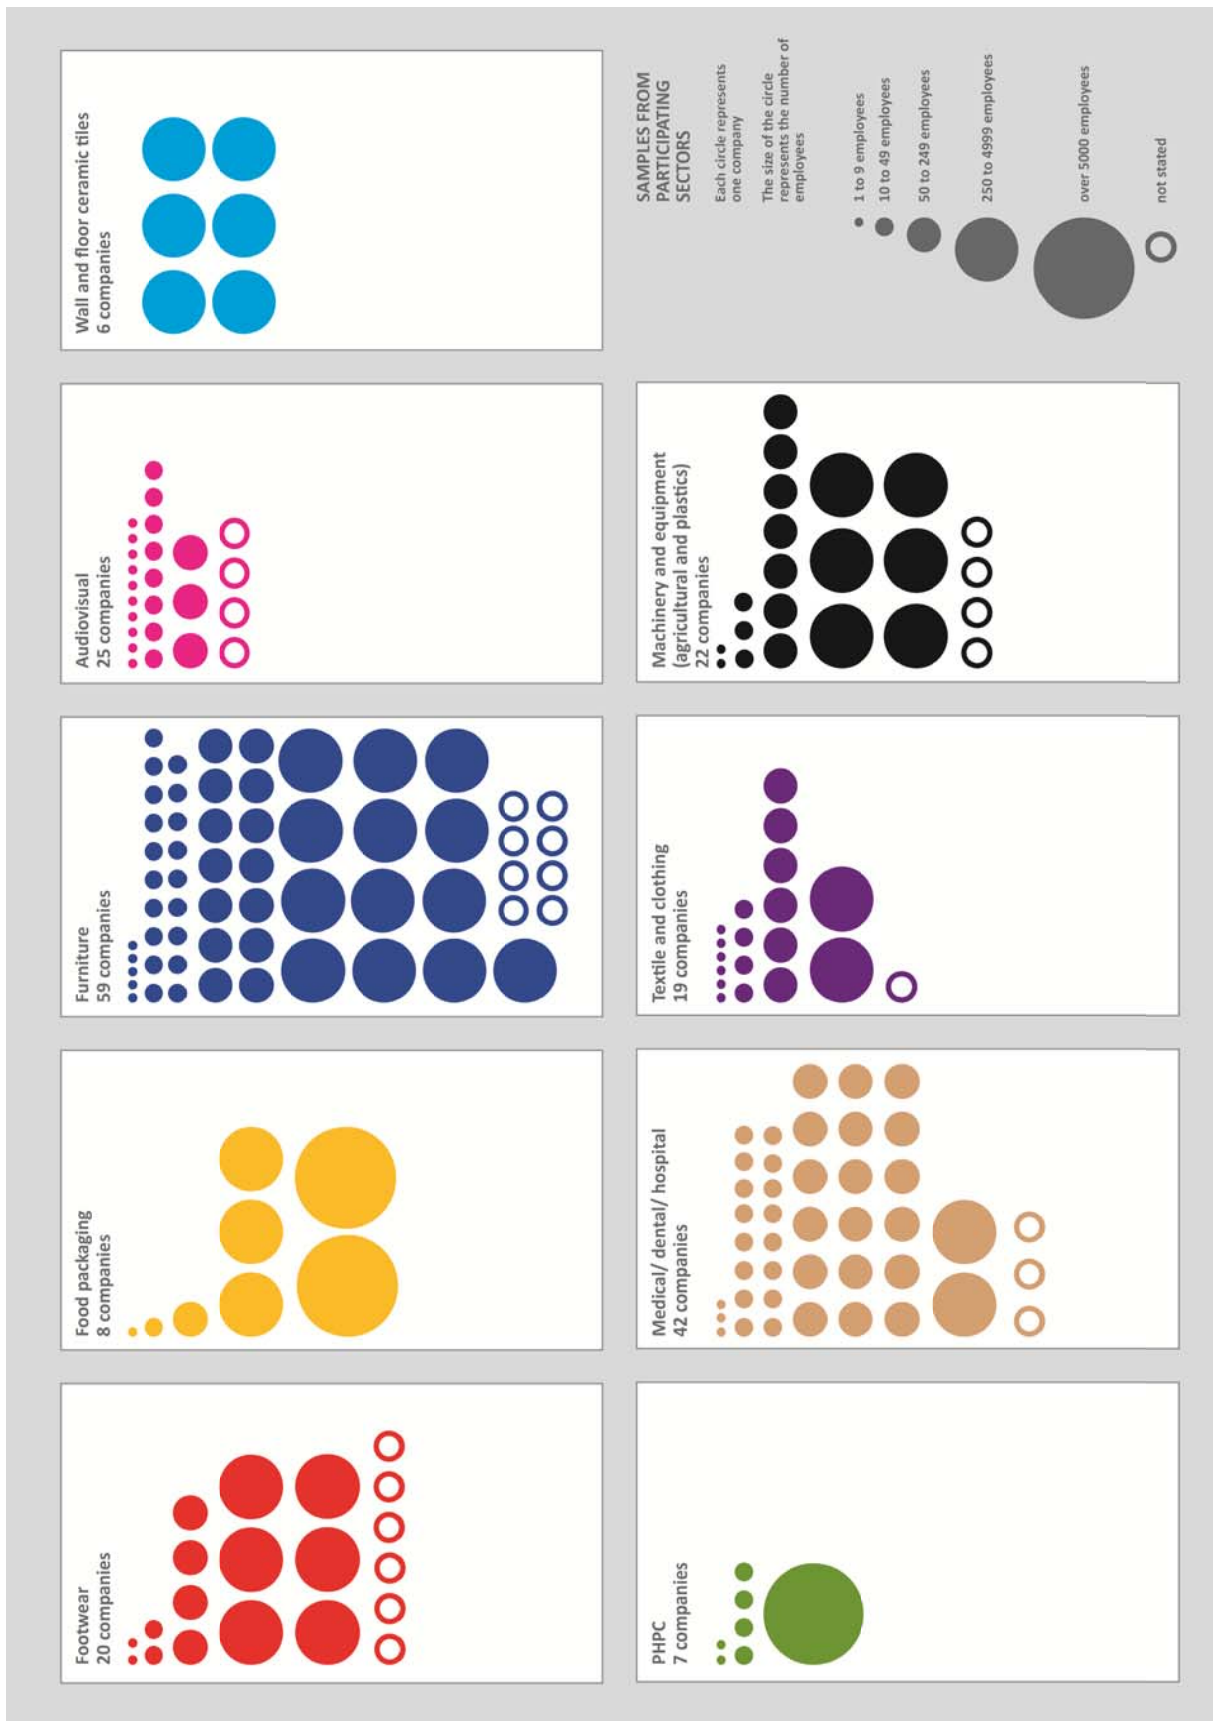 Footwear
20 companies
Food packaging
8 companies
Furniture
59 companies
Audiovisual
25 companies
Wall and floor ceramic tiles
6 companies
PHPC
7 companies
Medical/ dental/ hospital
42 companies
Textile and clothing
19 companies
Machinery and equipment
(agricultural and plastics)
22 companies
SAMPLES FROM
PARTICIPATING
SECTORS
Each circle represents
one company
The size of the circle
represents the number of
employees
1 to 9 employees
10 to 49 employees
50 to 249 employees
250 to 4999 employees
over 5000 employees
not stated